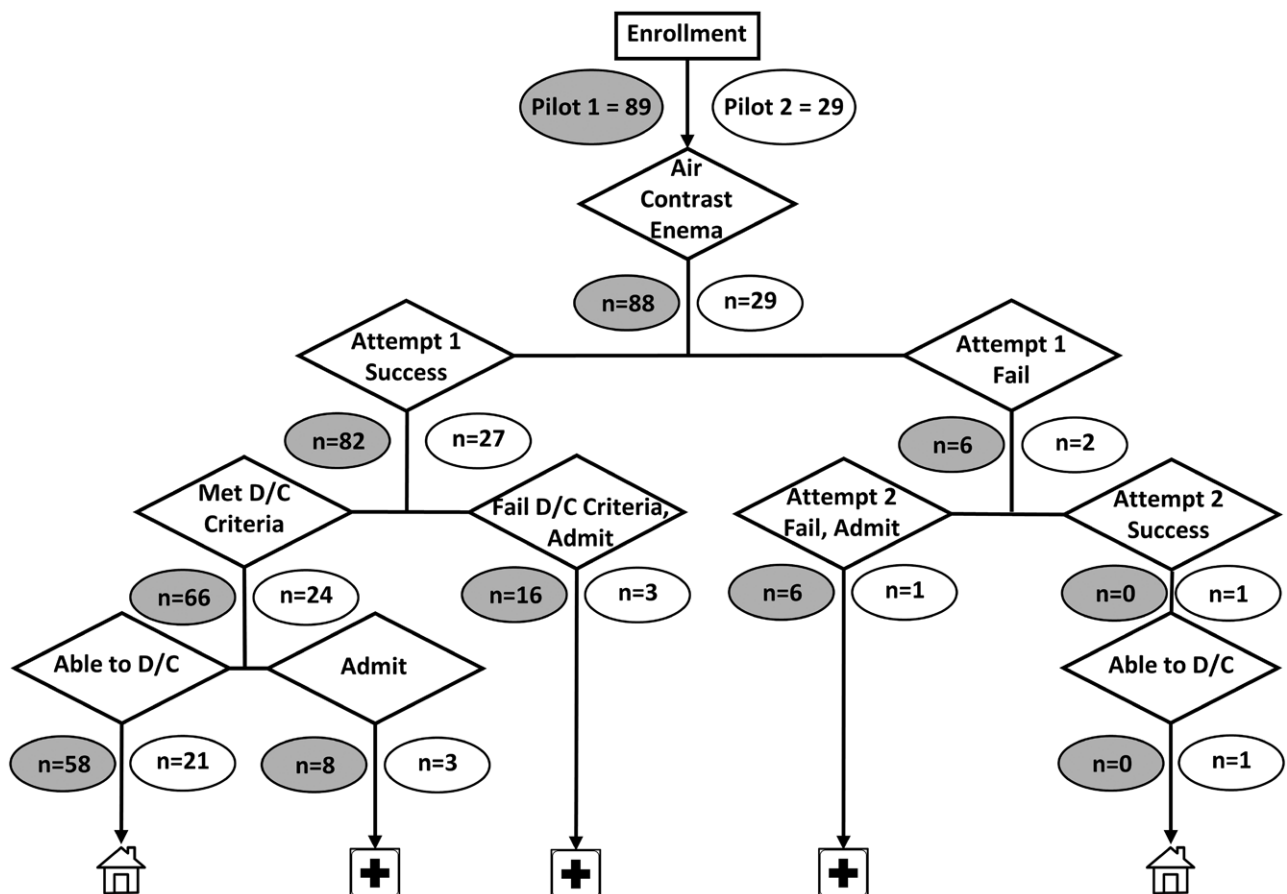 Enrollment
Pilot 1 = 89
Pilot 2 = 29
Air
Contrast
Enema
n=88
n=29
Attempt 1
Success
Attempt 1
Fail
n=82
n=27
n=6
n=2
Met D/C
Criteria
Fail D/C Criteria,
Admit
Attempt 2
Fail, Admit
Attempt 2
Success
n=66
n=24
n=16
n=3
n=6
n=1
n=0
n=1
Able to D/C
Admit
Able to D/C
n=58
n=21
n=8
n=3
n=0
n=1